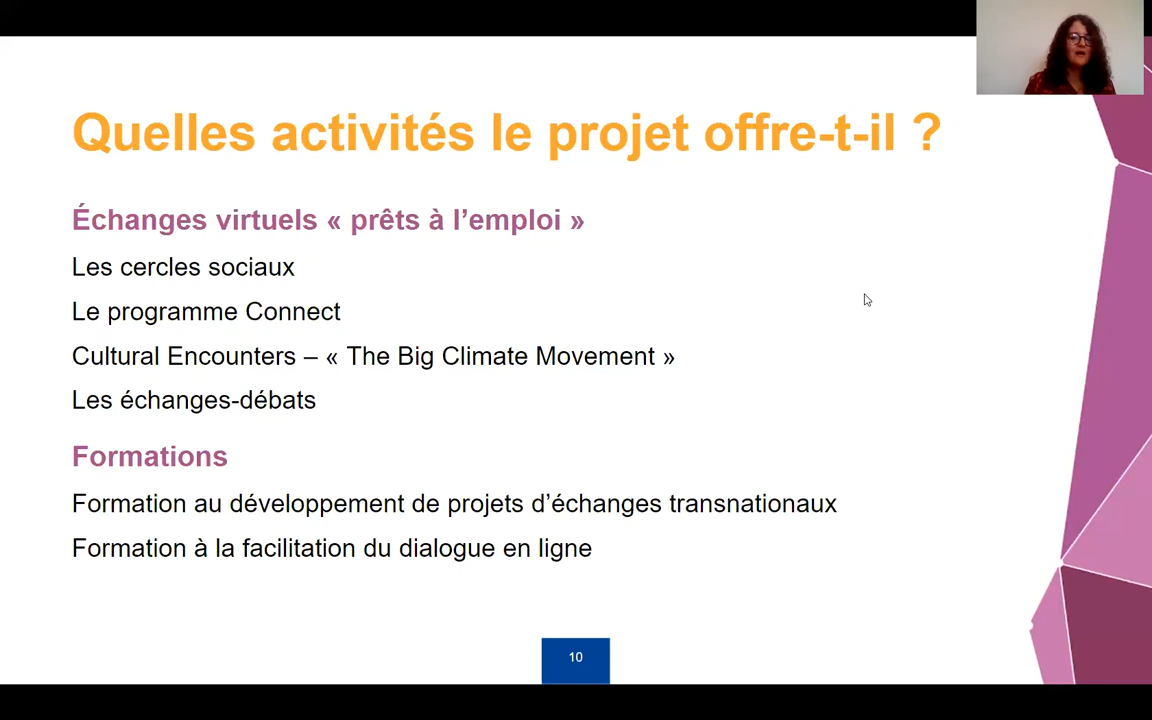 Quelles activités le projet offre-t-il ?
Échanges virtuels « prêts à l’emploi »
Les cercles sociaux
Le programme Connect
Cultural Encounters – « The Big Climate Movement »
Les échanges-débats
Formations
Formation au développement de projets d’échanges transnationaux
Formation à la facilitation du dialogue en ligne
10